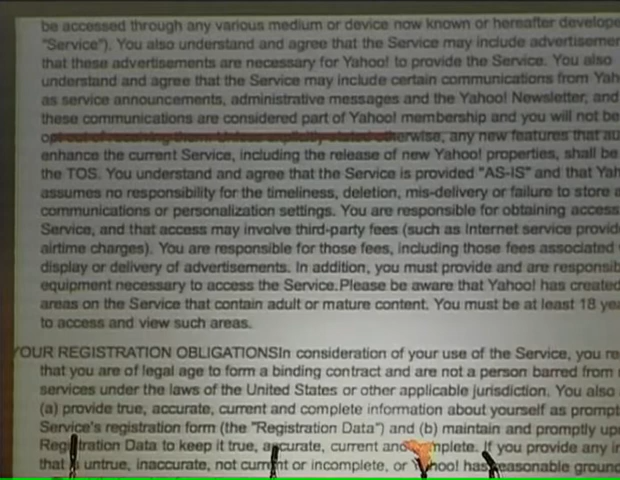 be accessed through any various medium or device now known or hereafter develope
"Service"). You also understand and agree that the Service may include advertisemer
that these advertisements are necessary for Yahoo! to provide the Service. You also
understand and agree that the Service may include certain communications from Yah
as service announcements, administrative messages and the Yahoo! Newsletter, and
these communications are considered part of Yahoo! membership and you will not be
opt out of receiving them. Unless explicitly stated otherwise, any new features that au
enhance the current Service, including the release of new Yahoo! properties, shall be
the TOS. You understand and agree that the Service is provided "AS-IS" and that Yah
assumes no responsibility for the timeliness, deletion, mis-delivery or failure to store a
communications or personalization settings. You are responsible for obtaining access
Service, and that access may involve third-party fees (such as Internet service provid
airtime charges). You are responsible for those fees, including those fees associated
display or delivery of advertisements. In addition, you must provide and are responsib
equipment necessary to access the Service.Please be aware that Yahoo! has created
areas on the Service that contain adult or mature content. You must be at least 18 yea
to access and view such areas.
YOUR REGISTRATION OBLIGATIONSIn consideration of your use of the Service, you re
that you are of legal age to form a binding contract and are not a person barred from
services under the laws of the United States or other applicable jurisdiction. You also
(a) provide true, accurate, current and complete information about yourself as prompt
Service's registration form (the "Registration Data") and (b) maintain and promptly up
Registration Data to keep it true, accurate, current and complete. If you provide any i
that is untrue, inaccurate, not current or incomplete, or Yahoo! has reasonable ground